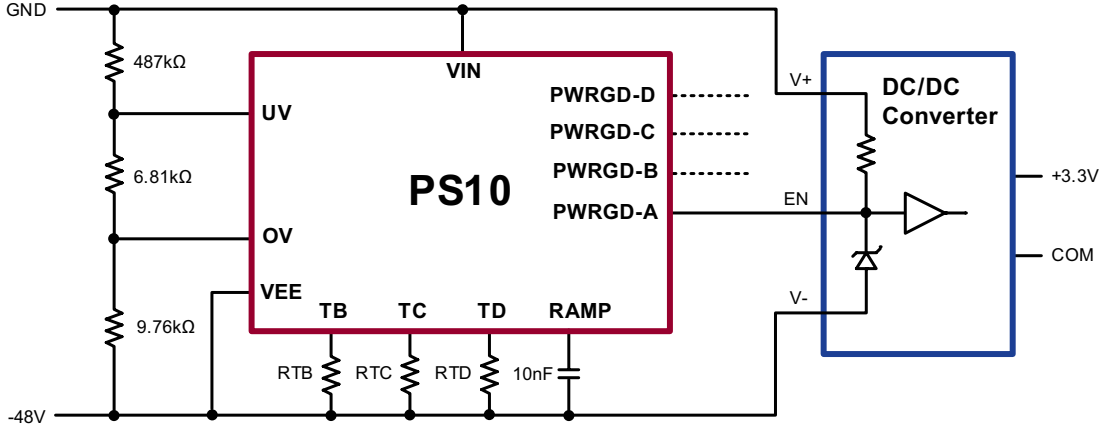 GND
487kΩ
VIN
V+
DC/DC
Converter
PWRGD-D
UV
PWRGD-C
6.81kΩ
PS10
PWRGD-B
+3.3V
EN
PWRGD-A
OV
COM
VEE
V-
9.76kΩ
TB
TC
TD
RAMP
RTB
RTC
RTD
10nF
-48V